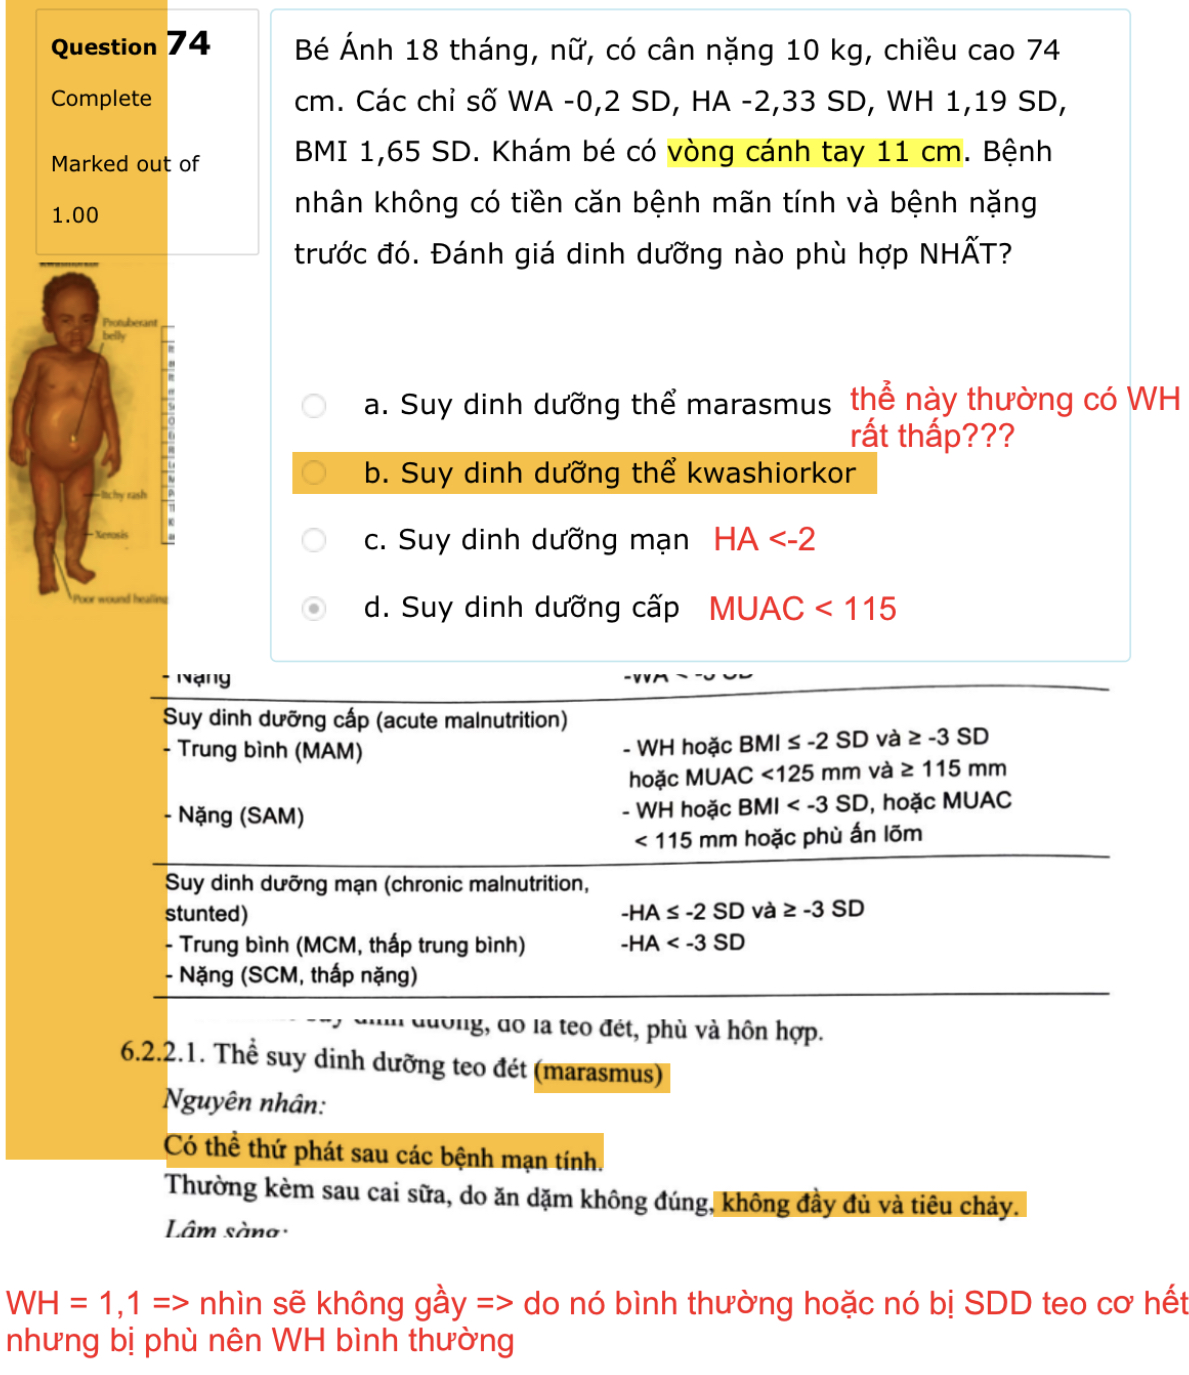 Question 74
Complete
Marked out of
1.00
Bé Ánh 18 tháng, nữ, có cân nặng 10 kg, chiều cao 74
cm. Các chỉ số WA -0,2 SD, HA -2,33 SD, WH 1,19 SD,
BMI 1,65 SD. Khám bé có vòng cánh tay 11 cm. Bệnh
nhân không có tiền căn bệnh mãn tính và bệnh nặng
trước đó. Đánh giá dinh dưỡng nào phù hợp NHẤT?
Protuberant
belly
Itchy rash
Xerosis
Poor wound healing
a. Suy dinh dưỡng thể marasmus
thể này thường có WH
rất thấp???
b. Suy dinh dưỡng thể kwashiorkor
c. Suy dinh dưỡng mạn HA <-2
d. Suy dinh dưỡng cấp MUAC < 115
- Nặng -WA < -3 SD
Suy dinh dưỡng cấp (acute malnutrition)
- Trung bình (MAM) - WH hoặc BMI ≤ -2 SD và ≥ -3 SD
hoặc MUAC <125 mm và ≥ 115 mm
- Nặng (SAM) - WH hoặc BMI < -3 SD, hoặc MUAC
< 115 mm hoặc phù ấn lõm
Suy dinh dưỡng mạn (chronic malnutrition,
stunted) -HA ≤ -2 SD và ≥ -3 SD
- Trung bình (MCM, thấp trung bình) -HA < -3 SD
- Nặng (SCM, thấp nặng)
suy dinh dưỡng, đó là teo đét, phù và hỗn hợp.
6.2.2.1. Thể suy dinh dưỡng teo đét (marasmus)
Nguyên nhân:
Có thể thứ phát sau các bệnh mạn tính.
Thường kèm sau cai sữa, do ăn dặm không đúng, không đầy đủ và tiêu chảy.
Lâm sàng:
WH = 1,1 => nhìn sẽ không gầy => do nó bình thường hoặc nó bị SDD teo cơ hết
nhưng bị phù nên WH bình thường